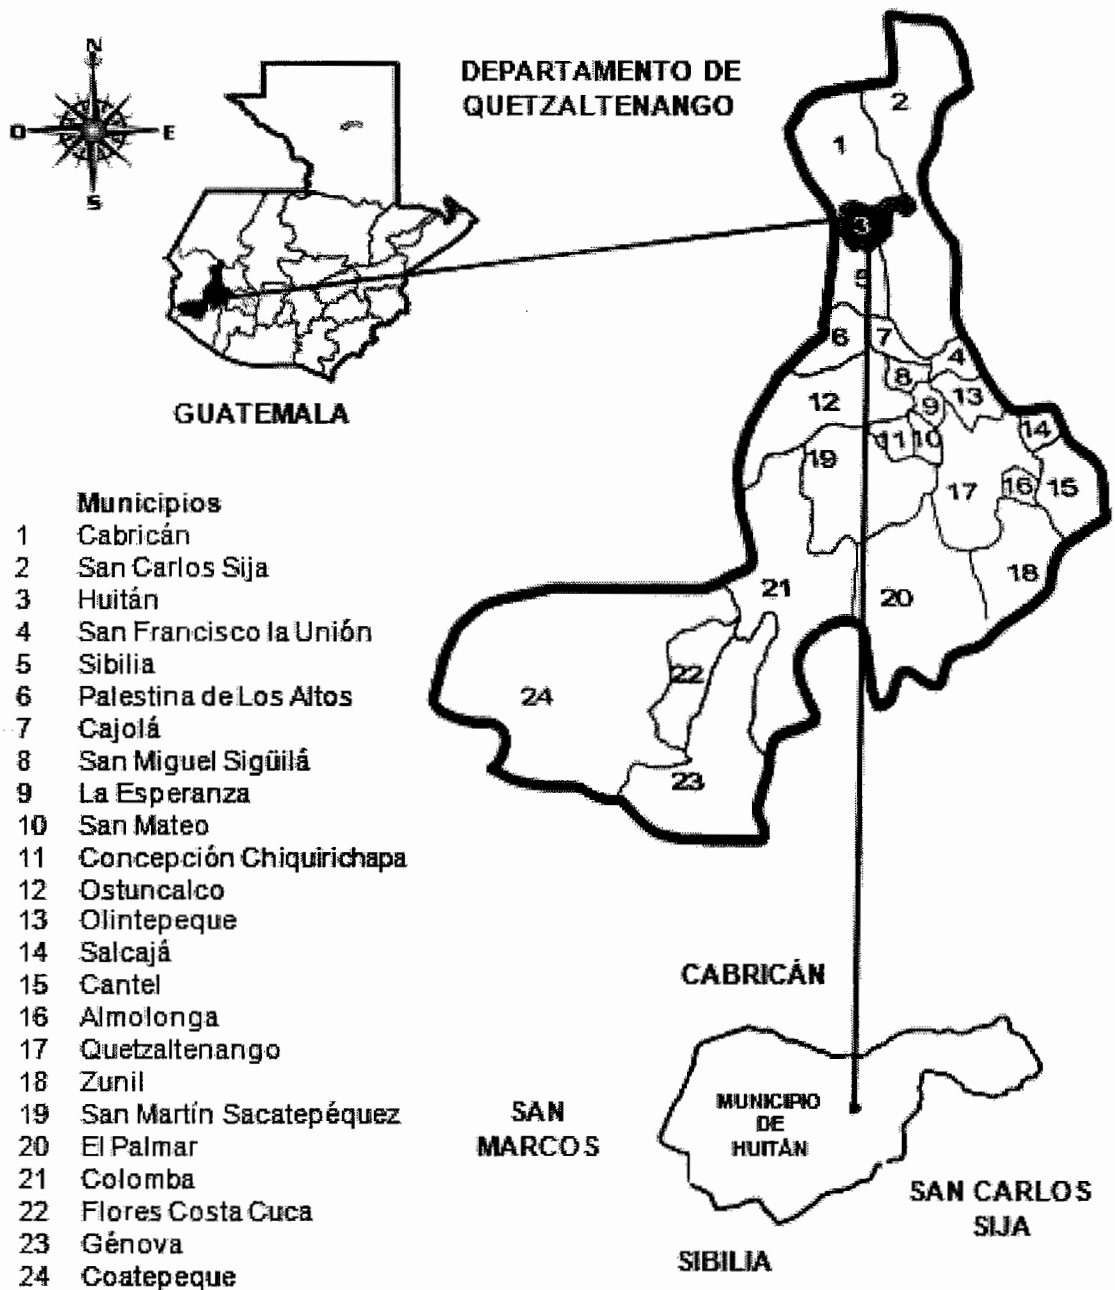 N
O
E
S
DEPARTAMENTO DE
QUETZALTENANGO
GUATEMALA
2
1
3
5
6
7
4
8
13
12
9
14
11
10
19
17
16
15
18
21
20
22
24
23
Municipios
1 Cabricán
2 San Carlos Sija
3 Huitán
4 San Francisco la Unión
5 Sibilia
6 Palestina de Los Altos
7 Cajolá
8 San Miguel Sigüilá
9 La Esperanza
10 San Mateo
11 Concepción Chiquirichapa
12 Ostuncalco
13 Olintepeque
14 Salcajá
15 Cantel
16 Almolonga
17 Quetzaltenango
18 Zunil
19 San Martín Sacatepéquez
20 El Palmar
21 Colomba
22 Flores Costa Cuca
23 Génova
24 Coatepeque
CABRICÁN
SAN
MARCOS
MUNICIPIO
DE
HUITÁN
SAN CARLOS
SIJA
SIBILIA